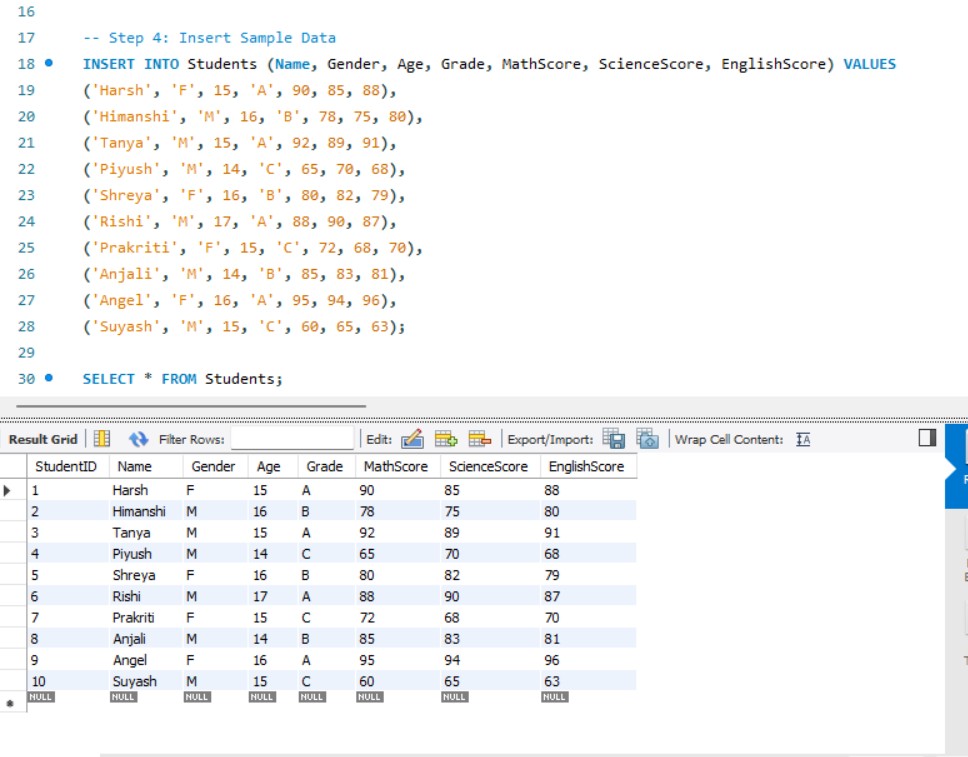 16
17 -- Step 4: Insert Sample Data
18 INSERT INTO Students (Name, Gender, Age, Grade, MathScore, ScienceScore, EnglishScore) VALUES
19 ('Harsh', 'F', 15, 'A', 90, 85, 88),
20 ('Himanshi', 'M', 16, 'B', 78, 75, 80),
21 ('Tanya', 'M', 15, 'A', 92, 89, 91),
22 ('Piyush', 'M', 14, 'C', 65, 70, 68),
23 ('Shreya', 'F', 16, 'B', 80, 82, 79),
24 ('Rishi', 'M', 17, 'A', 88, 90, 87),
25 ('Prakriti', 'F', 15, 'C', 72, 68, 70),
26 ('Anjali', 'M', 14, 'B', 85, 83, 81),
27 ('Angel', 'F', 16, 'A', 95, 94, 96),
28 ('Suyash', 'M', 15, 'C', 60, 65, 63);
29
30 SELECT * FROM Students;
Result Grid Filter Rows: Edit: Export/Import: Wrap Cell Content: IA
StudentID Name Gender Age Grade MathScore ScienceScore EnglishScore
1 Harsh F 15 A 90 85 88
2 Himanshi M 16 B 78 75 80
3 Tanya M 15 A 92 89 91
4 Piyush M 14 C 65 70 68
5 Shreya F 16 B 80 82 79
6 Rishi M 17 A 88 90 87
7 Prakriti F 15 C 72 68 70
8 Anjali M 14 B 85 83 81
9 Angel F 16 A 95 94 96
10 Suyash M 15 C 60 65 63
NULL NULL NULL NULL NULL NULL NULL NULL